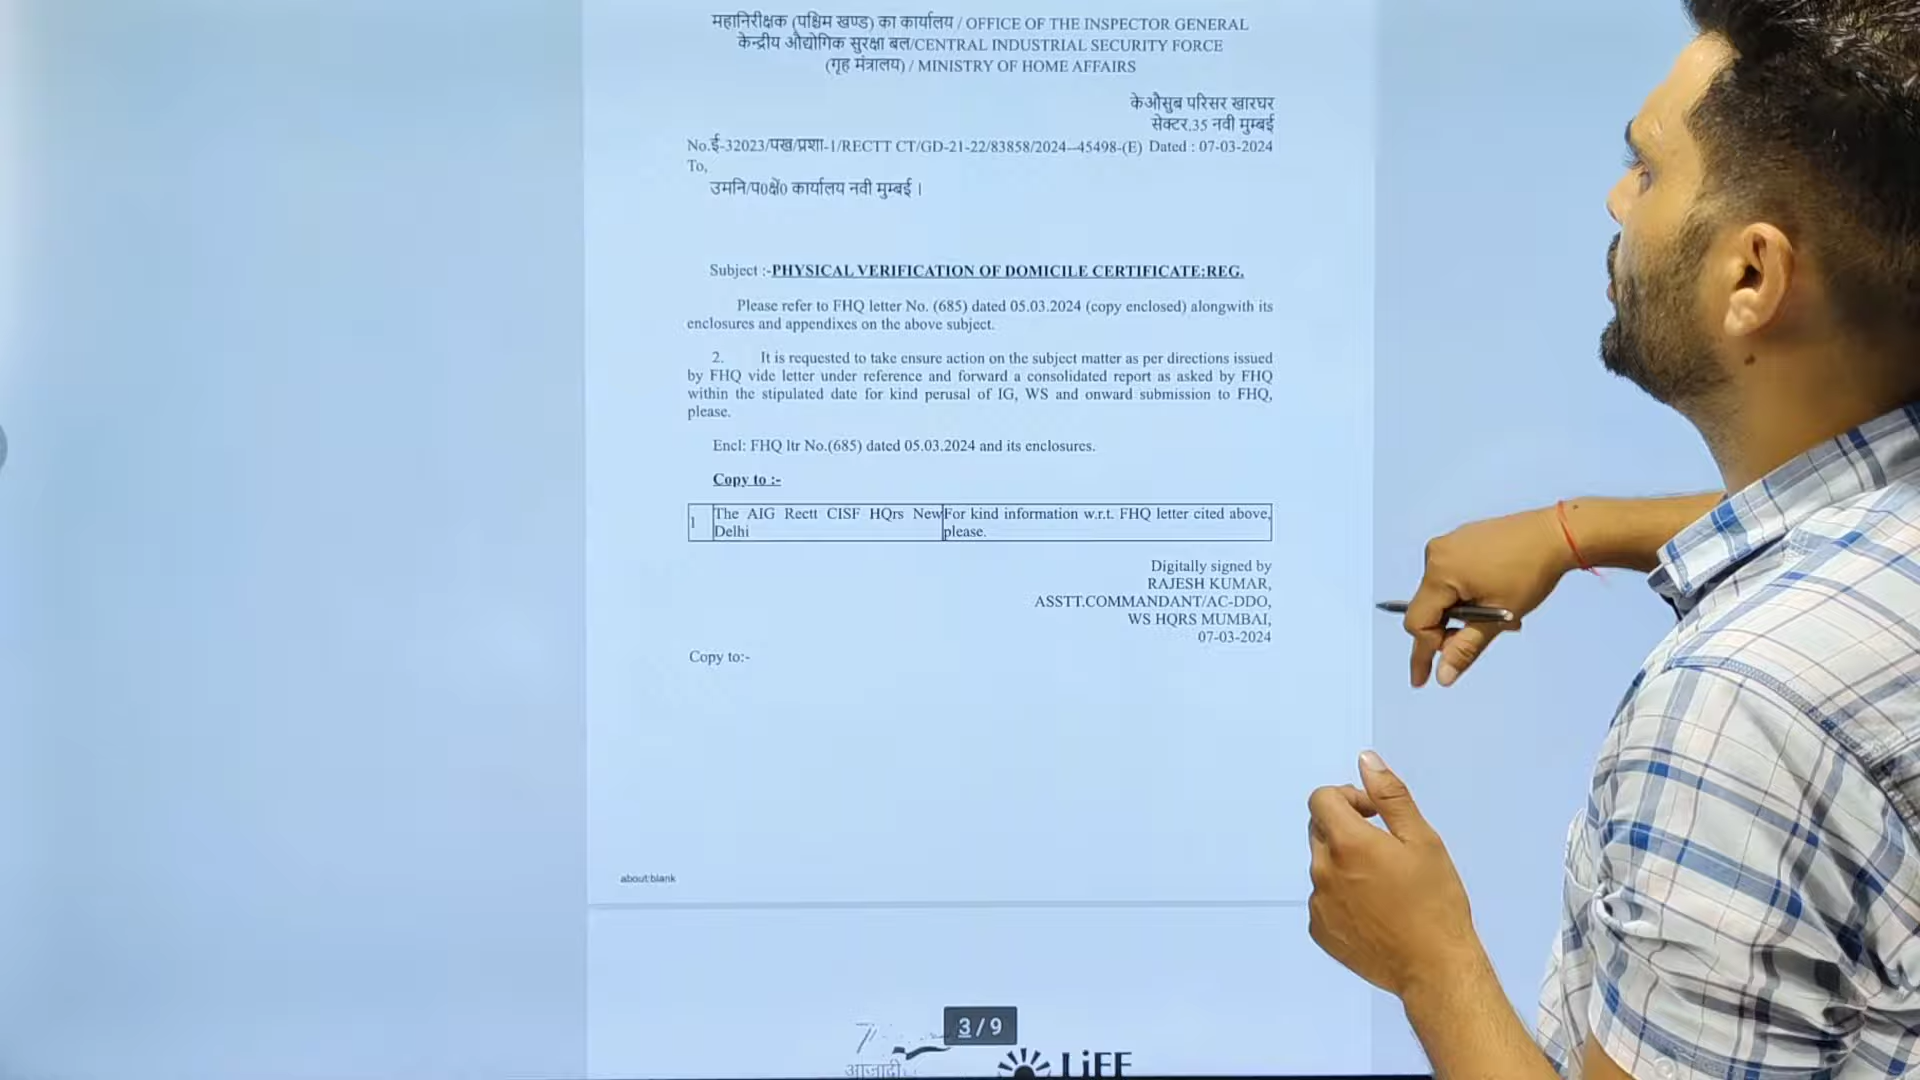 महानिरीक्षक (पश्चिम खण्ड) का कार्यालय / OFFICE OF THE INSPECTOR GENERAL
केन्द्रीय औद्योगिक सुरक्षा बल/CENTRAL INDUSTRIAL SECURITY FORCE
(गृह मंत्रालय) / MINISTRY OF HOME AFFAIRS
केऔसुब परिसर खारघर
सेक्टर.35 नवी मुम्बई
No.ई-32023/पख/प्रशा-1/RECTT CT/GD-21-22/83858/2024--45498-(E) Dated : 07-03-2024
To,
उमनि/प0क्षे0 कार्यालय नवी मुम्बई ।
Subject :-PHYSICAL VERIFICATION OF DOMICILE CERTIFICATE:REG.
Please refer to FHQ letter No. (685) dated 05.03.2024 (copy enclosed) alongwith its
enclosures and appendixes on the above subject.
2. It is requested to take ensure action on the subject matter as per directions issued
by FHQ vide letter under reference and forward a consolidated report as asked by FHQ
within the stipulated date for kind perusal of IG, WS and onward submission to FHQ,
please.
Encl: FHQ ltr No.(685) dated 05.03.2024 and its enclosures.
Copy to :-
1 The AIG Rectt CISF HQrs New For kind information w.r.t. FHQ letter cited above,
Delhi please.
Digitally signed by
RAJESH KUMAR,
ASSTT.COMMANDANT/AC-DDO,
WS HQRS MUMBAI,
07-03-2024
Copy to:-
about:blank
3 / 9
आज़ादी
LiFE